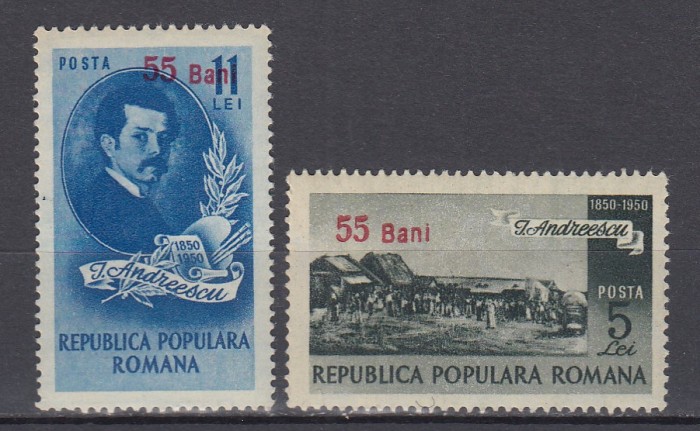 POSTA
55 Bani
11
LEI
1850
1950
I. Andreescu
REPUBLICA POPULARA
ROMANA
1850-1950
55 Bani
I. Andreescu
POSTA
5
Lei
REPUBLICA POPULARA ROMANA